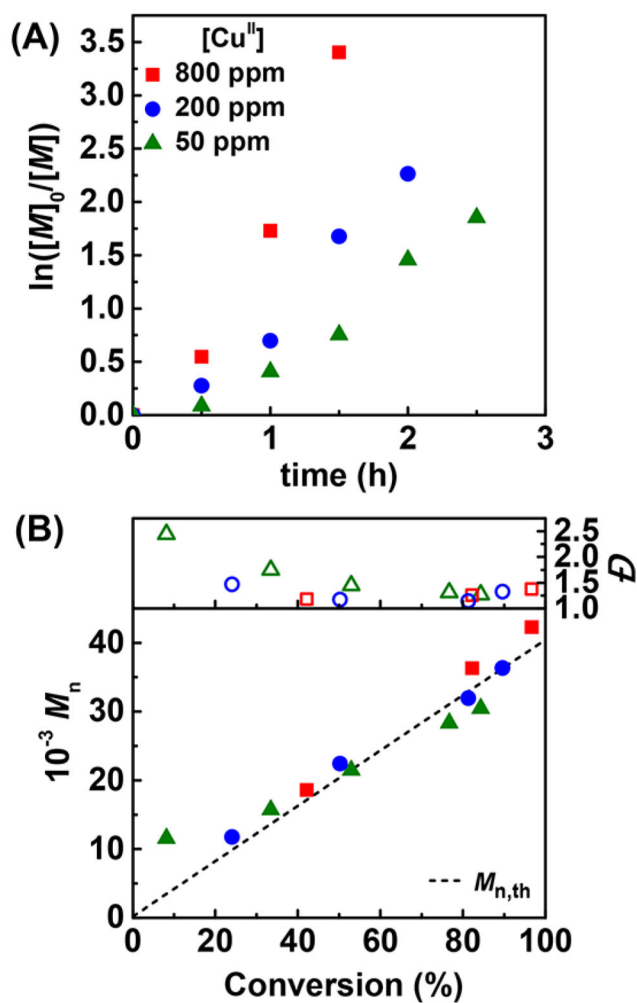 (A)
[Cu^II]
800 ppm
200 ppm
50 ppm
3.5
3.0
2.5
2.0
1.5
1.0
0.5
0.0
ln([M]₀/[M])
0 1 2 3
time (h)
(B)
2.5
2.0
1.5
1.0
Đ
40
30
20
10
0
10⁻³ Mₙ
Mₙ,ₜₕ
0 20 40 60 80 100
Conversion (%)